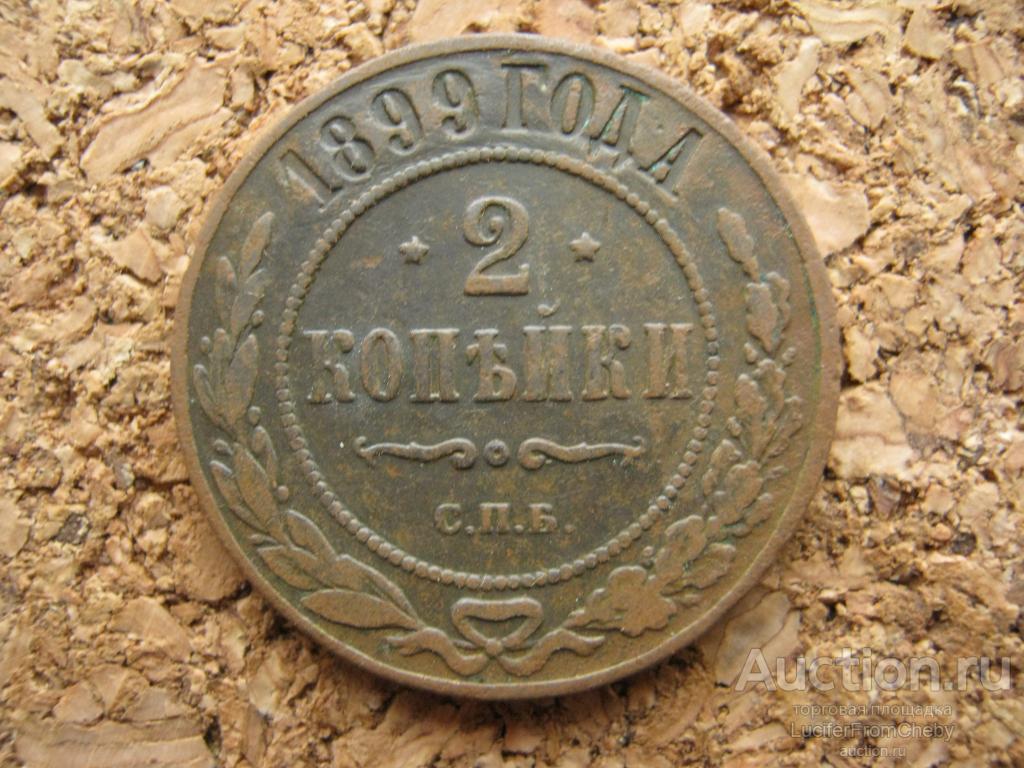 1899 ГОДА
2
КОПѢЙКИ
С.П.Б.
Auction.ru
торговая площадка
LuciferFromCheby
auction.ru